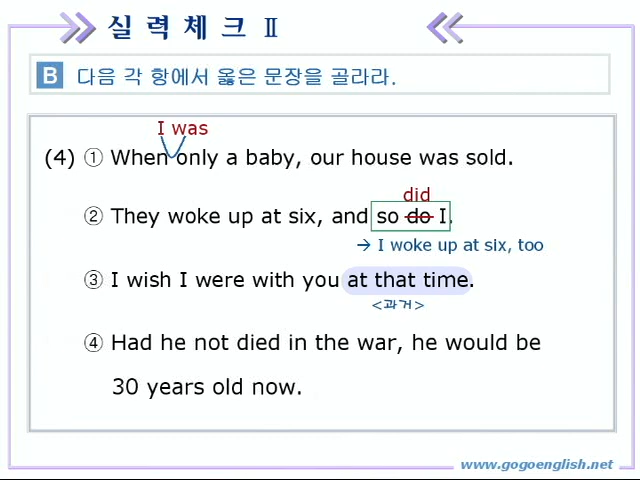 실 력 체 크 Ⅱ
B 다음 각 항에서 옳은 문장을 골라라.
I was
(4) ① When only a baby, our house was sold.
did
② They woke up at six, and so do I.
→ I woke up at six, too
③ I wish I were with you at that time.
<과거>
④ Had he not died in the war, he would be
30 years old now.
www.gogoenglish.net